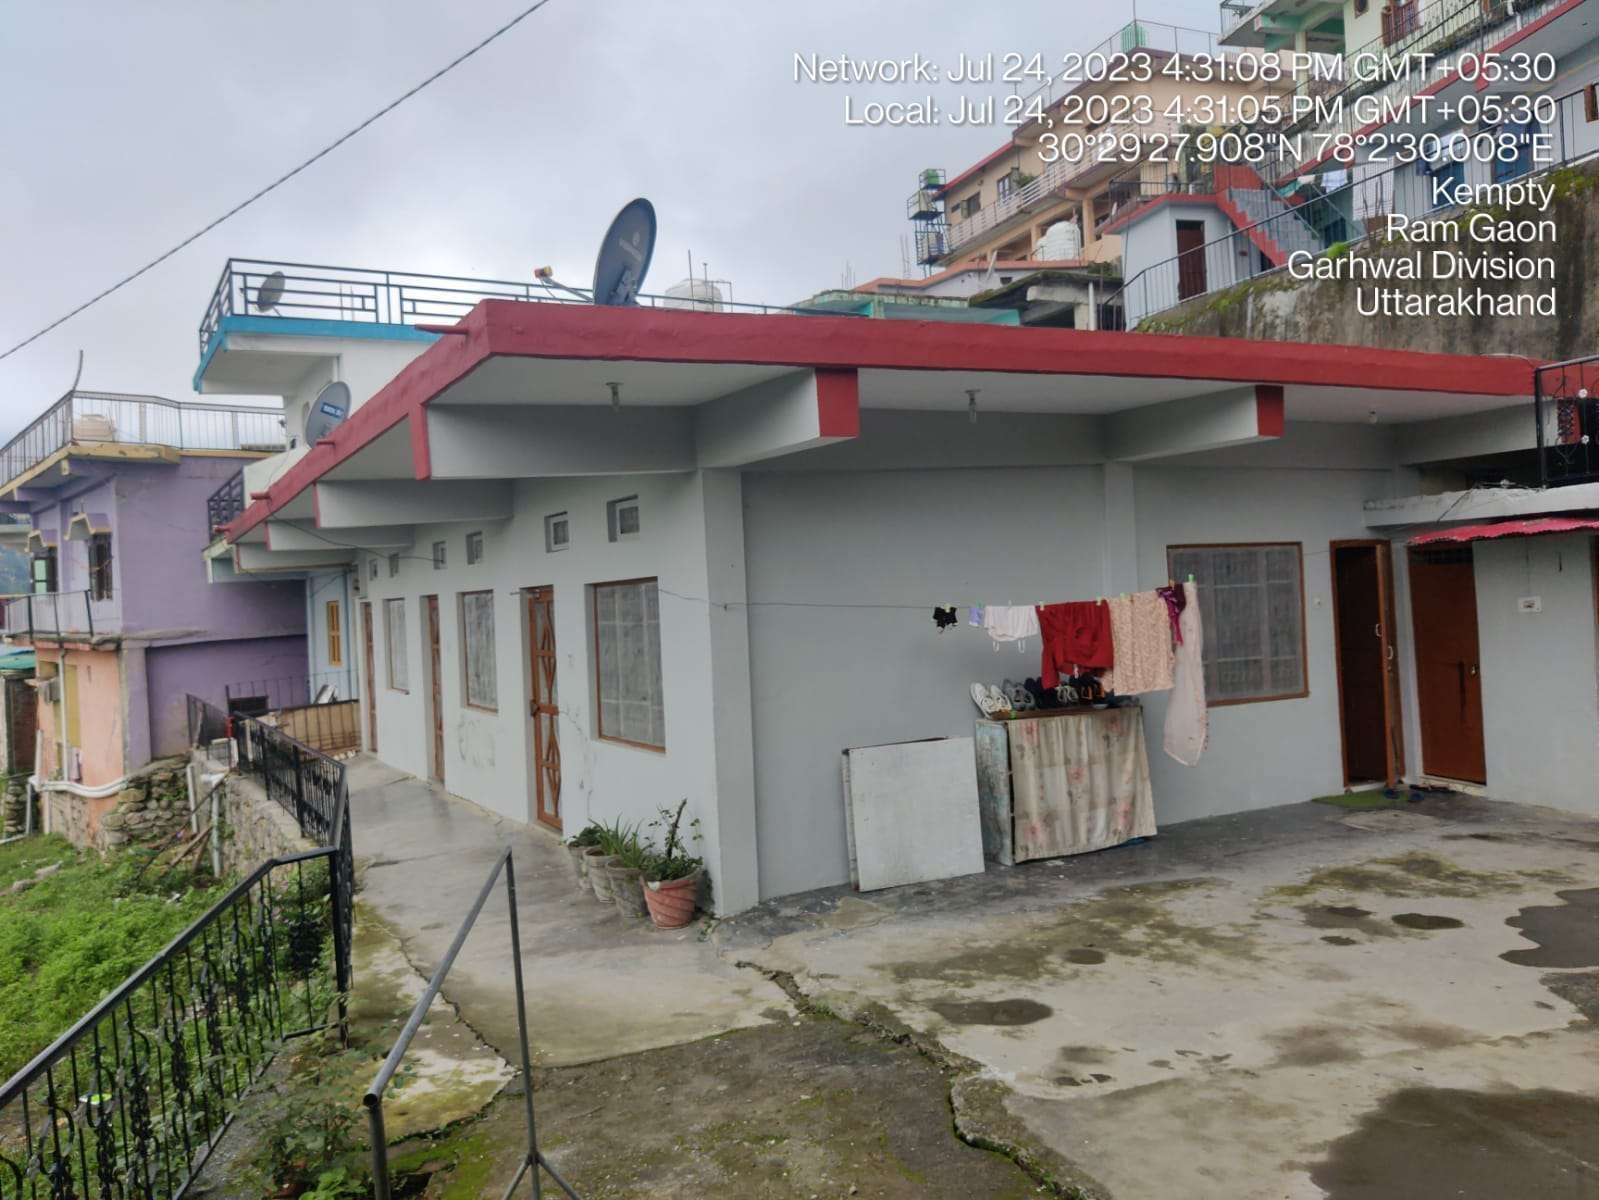 Network: Jul 24, 2023 4:31:08 PM GMT+05:30
Local: Jul 24, 2023 4:31:05 PM GMT+05:30
30°29'27.908"N 78°2'30.008"E
Kempty
Ram Gaon
Garhwal Division
Uttarakhand